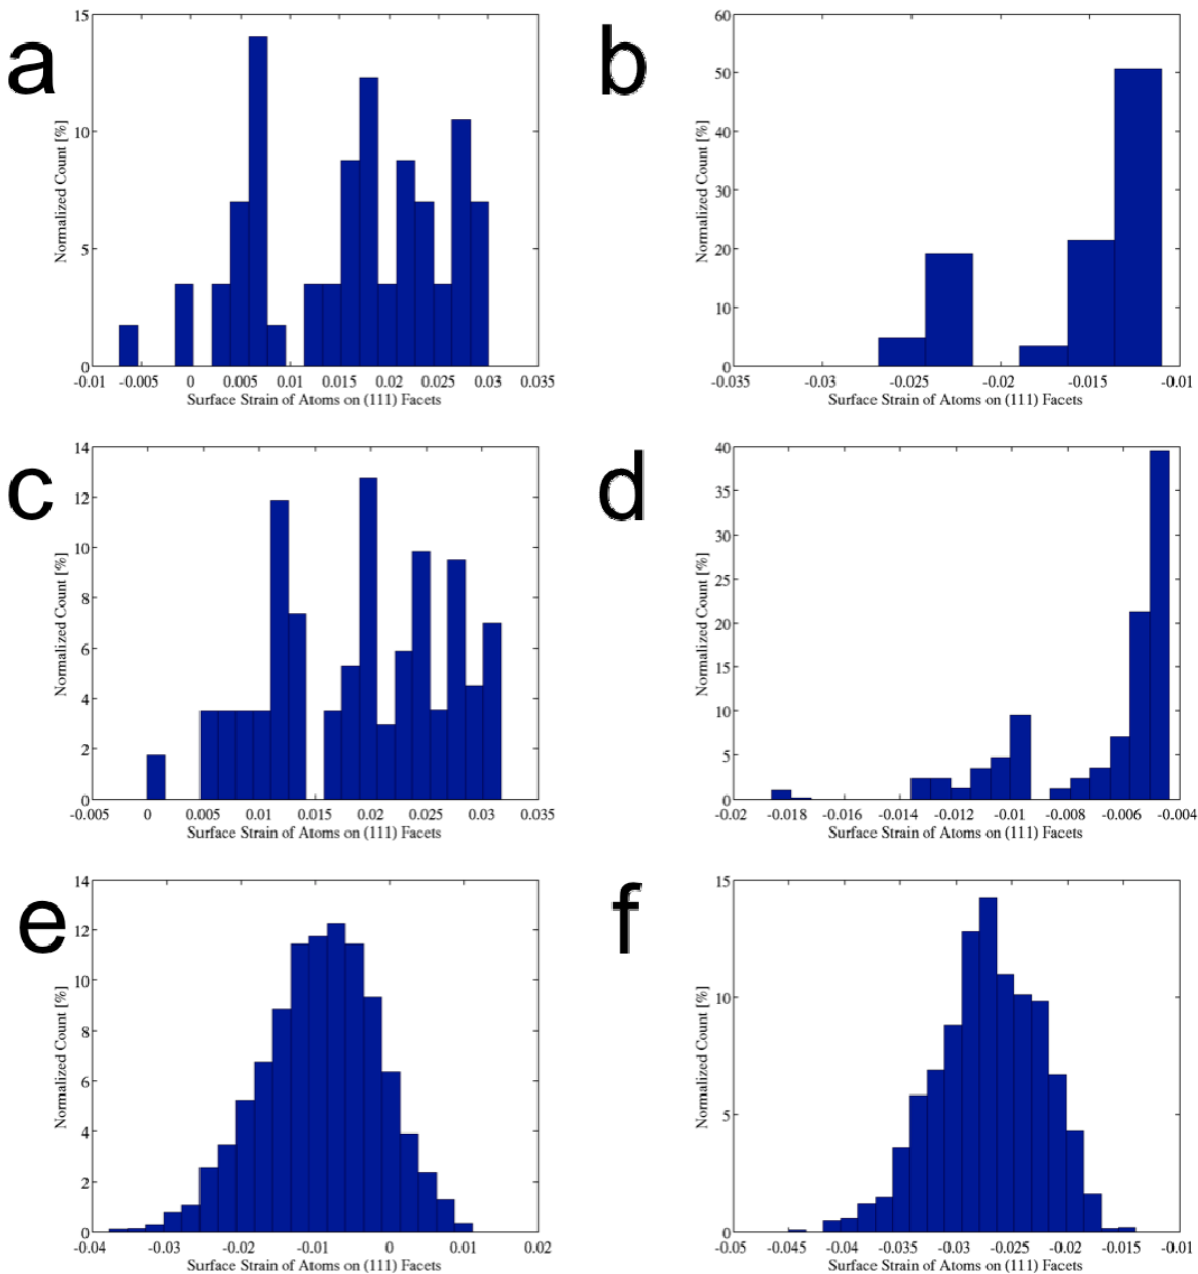 a
15
10
5
0
-0.01 -0.005 0 0.005 0.01 0.015 0.02 0.025 0.03 0.035
Surface Strain of Atoms on (111) Facets
Normalized Count [%]
b
60
50
40
30
20
10
0
-0.035 -0.03 -0.025 -0.02 -0.015 -0.01
Surface Strain of Atoms on (111) Facets
Normalized Count [%]
c
14
12
10
8
6
4
2
0
-0.005 0 0.005 0.01 0.015 0.02 0.025 0.03 0.035
Surface Strain of Atoms on (111) Facets
Normalized Count [%]
d
40
35
30
25
20
15
10
5
0
-0.02 -0.018 -0.016 -0.014 -0.012 -0.01 -0.008 -0.006 -0.004
Surface Strain of Atoms on (111) Facets
Normalized Count [%]
e
14
12
10
8
6
4
2
0
-0.04 -0.03 -0.02 -0.01 0 0.01 0.02
Surface Strain of Atoms on (111) Facets
Normalized Count [%]
f
15
10
5
0
-0.05 -0.045 -0.04 -0.035 -0.03 -0.025 -0.02 -0.015 -0.01
Surface Strain of Atoms on (111) Facets
Normalized Count [%]